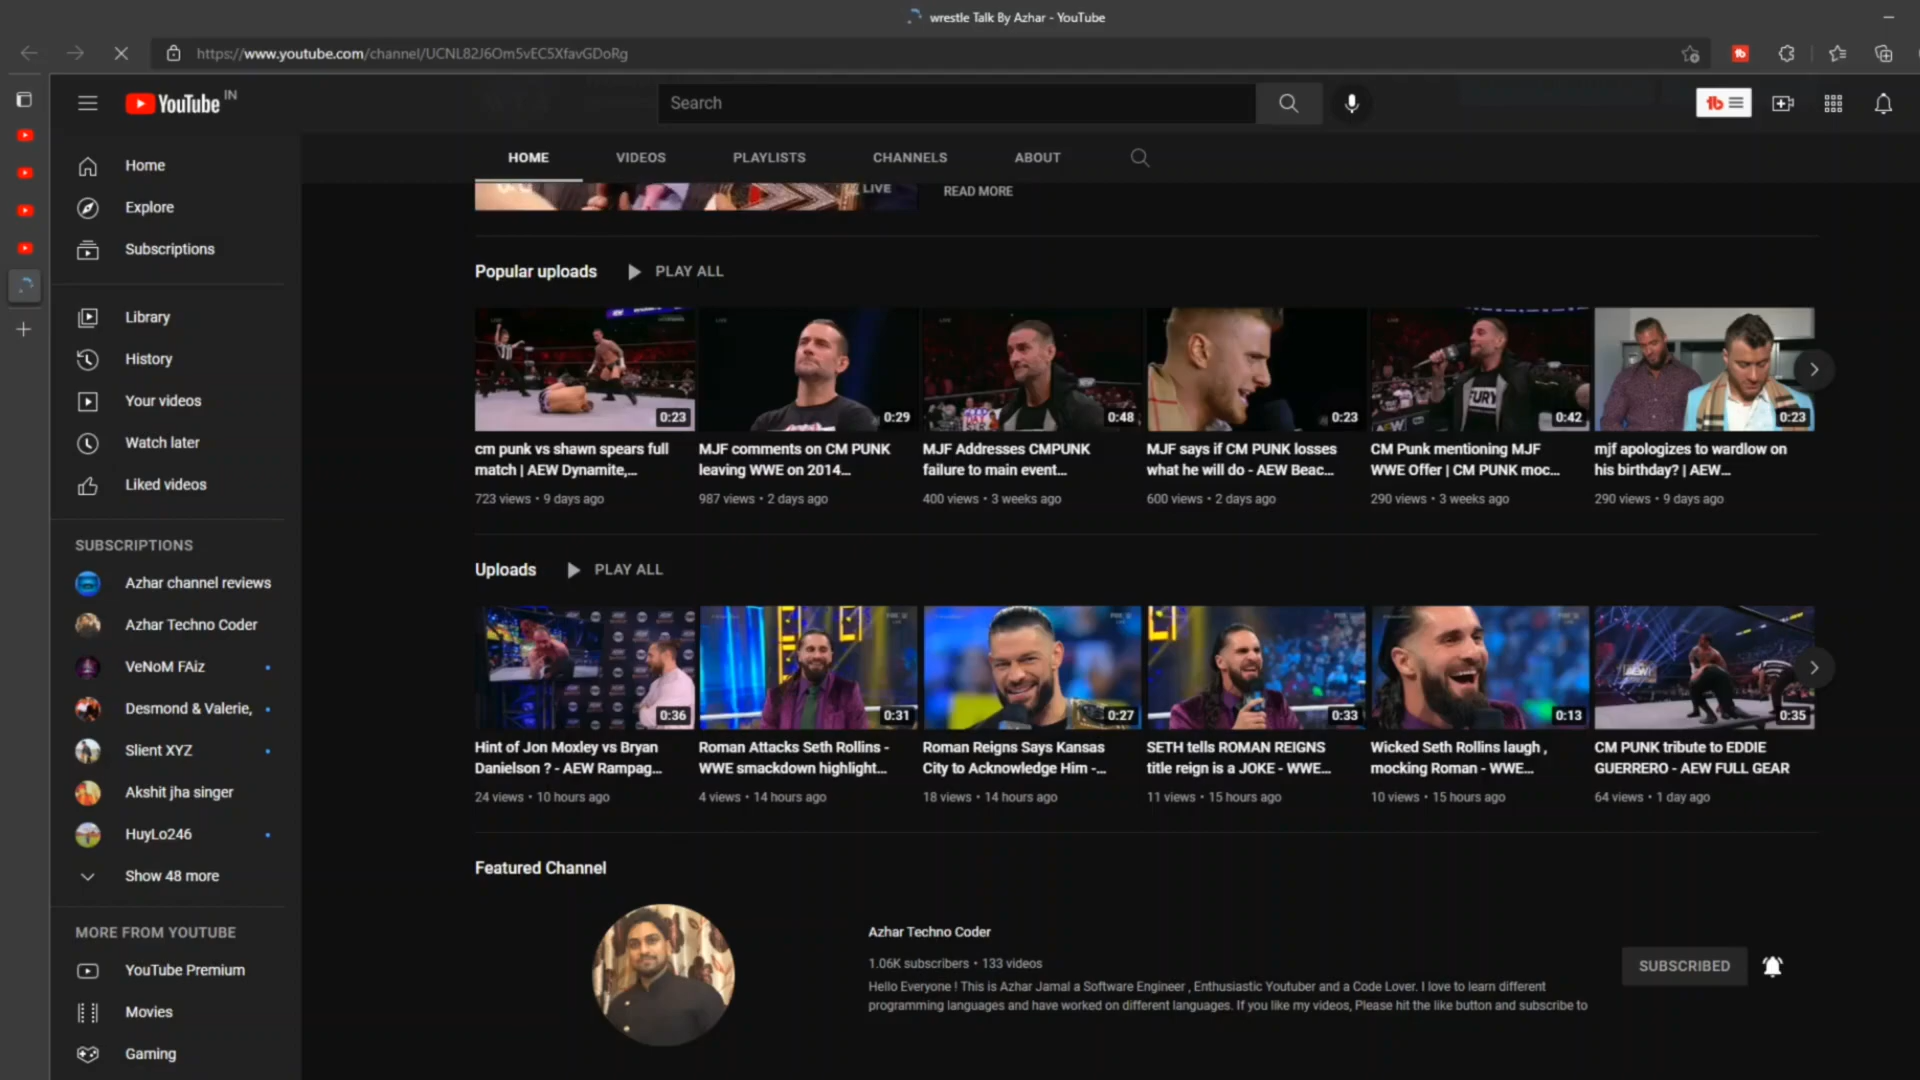 wrestle Talk By Azhar - YouTube
https://www.youtube.com/channel/UCNL82J6Om5vEC5XfavGDoRg
YouTube IN
Search
HOME
VIDEOS
PLAYLISTS
CHANNELS
ABOUT
LIVE
READ MORE
Home
Explore
Subscriptions
Library
History
Your videos
Watch later
Liked videos
SUBSCRIPTIONS
Azhar channel reviews
Azhar Techno Coder
VeNoM FAiz
Desmond & Valerie,
Slient XYZ
Akshit jha singer
HuyLo246
Show 48 more
MORE FROM YOUTUBE
YouTube Premium
Movies
Gaming
Popular uploads
PLAY ALL
0:23
cm punk vs shawn spears full
match | AEW Dynamite,...
723 views • 9 days ago
0:29
MJF comments on CM PUNK
leaving WWE on 2014...
987 views • 2 days ago
0:48
MJF Addresses CMPUNK
failure to main event...
400 views • 3 weeks ago
0:23
MJF says if CM PUNK losses
what he will do - AEW Beac...
600 views • 2 days ago
FURY
0:42
CM Punk mentioning MJF
WWE Offer | CM PUNK moc...
290 views • 3 weeks ago
0:23
mjf apologizes to wardlow on
his birthday? | AEW...
290 views • 9 days ago
Uploads
PLAY ALL
0:36
Hint of Jon Moxley vs Bryan
Danielson ? - AEW Rampag...
24 views • 10 hours ago
0:31
Roman Attacks Seth Rollins -
WWE smackdown highlight...
4 views • 14 hours ago
0:27
Roman Reigns Says Kansas
City to Acknowledge Him -...
18 views • 14 hours ago
0:33
SETH tells ROMAN REIGNS
title reign is a JOKE - WWE...
11 views • 15 hours ago
0:13
Wicked Seth Rollins laugh ,
mocking Roman - WWE...
10 views • 15 hours ago
AEW
0:35
CM PUNK tribute to EDDIE
GUERRERO - AEW FULL GEAR
64 views • 1 day ago
Featured Channel
Azhar Techno Coder
1.06K subscribers • 133 videos
Hello Everyone ! This is Azhar Jamal a Software Engineer , Enthusiastic Youtuber and a Code Lover. I love to learn different
programming languages and have worked on different languages. If you like my videos, Please hit the like button and subscribe to
SUBSCRIBED